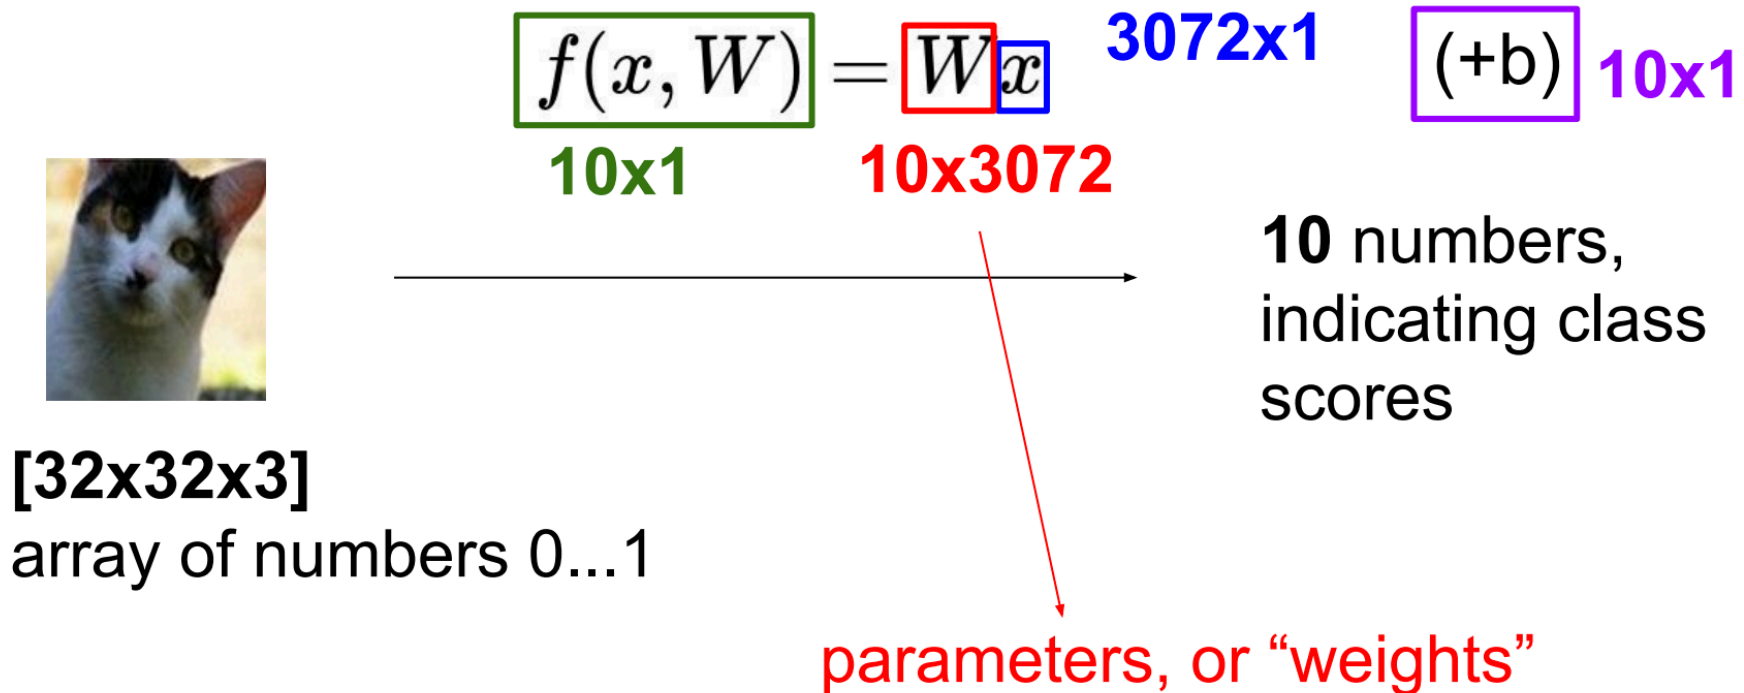 f(x, W) = Wx
3072x1
(+b)
10x1
10x1
10x3072
10 numbers,
indicating class
scores
[32x32x3]
array of numbers 0...1
parameters, or “weights”